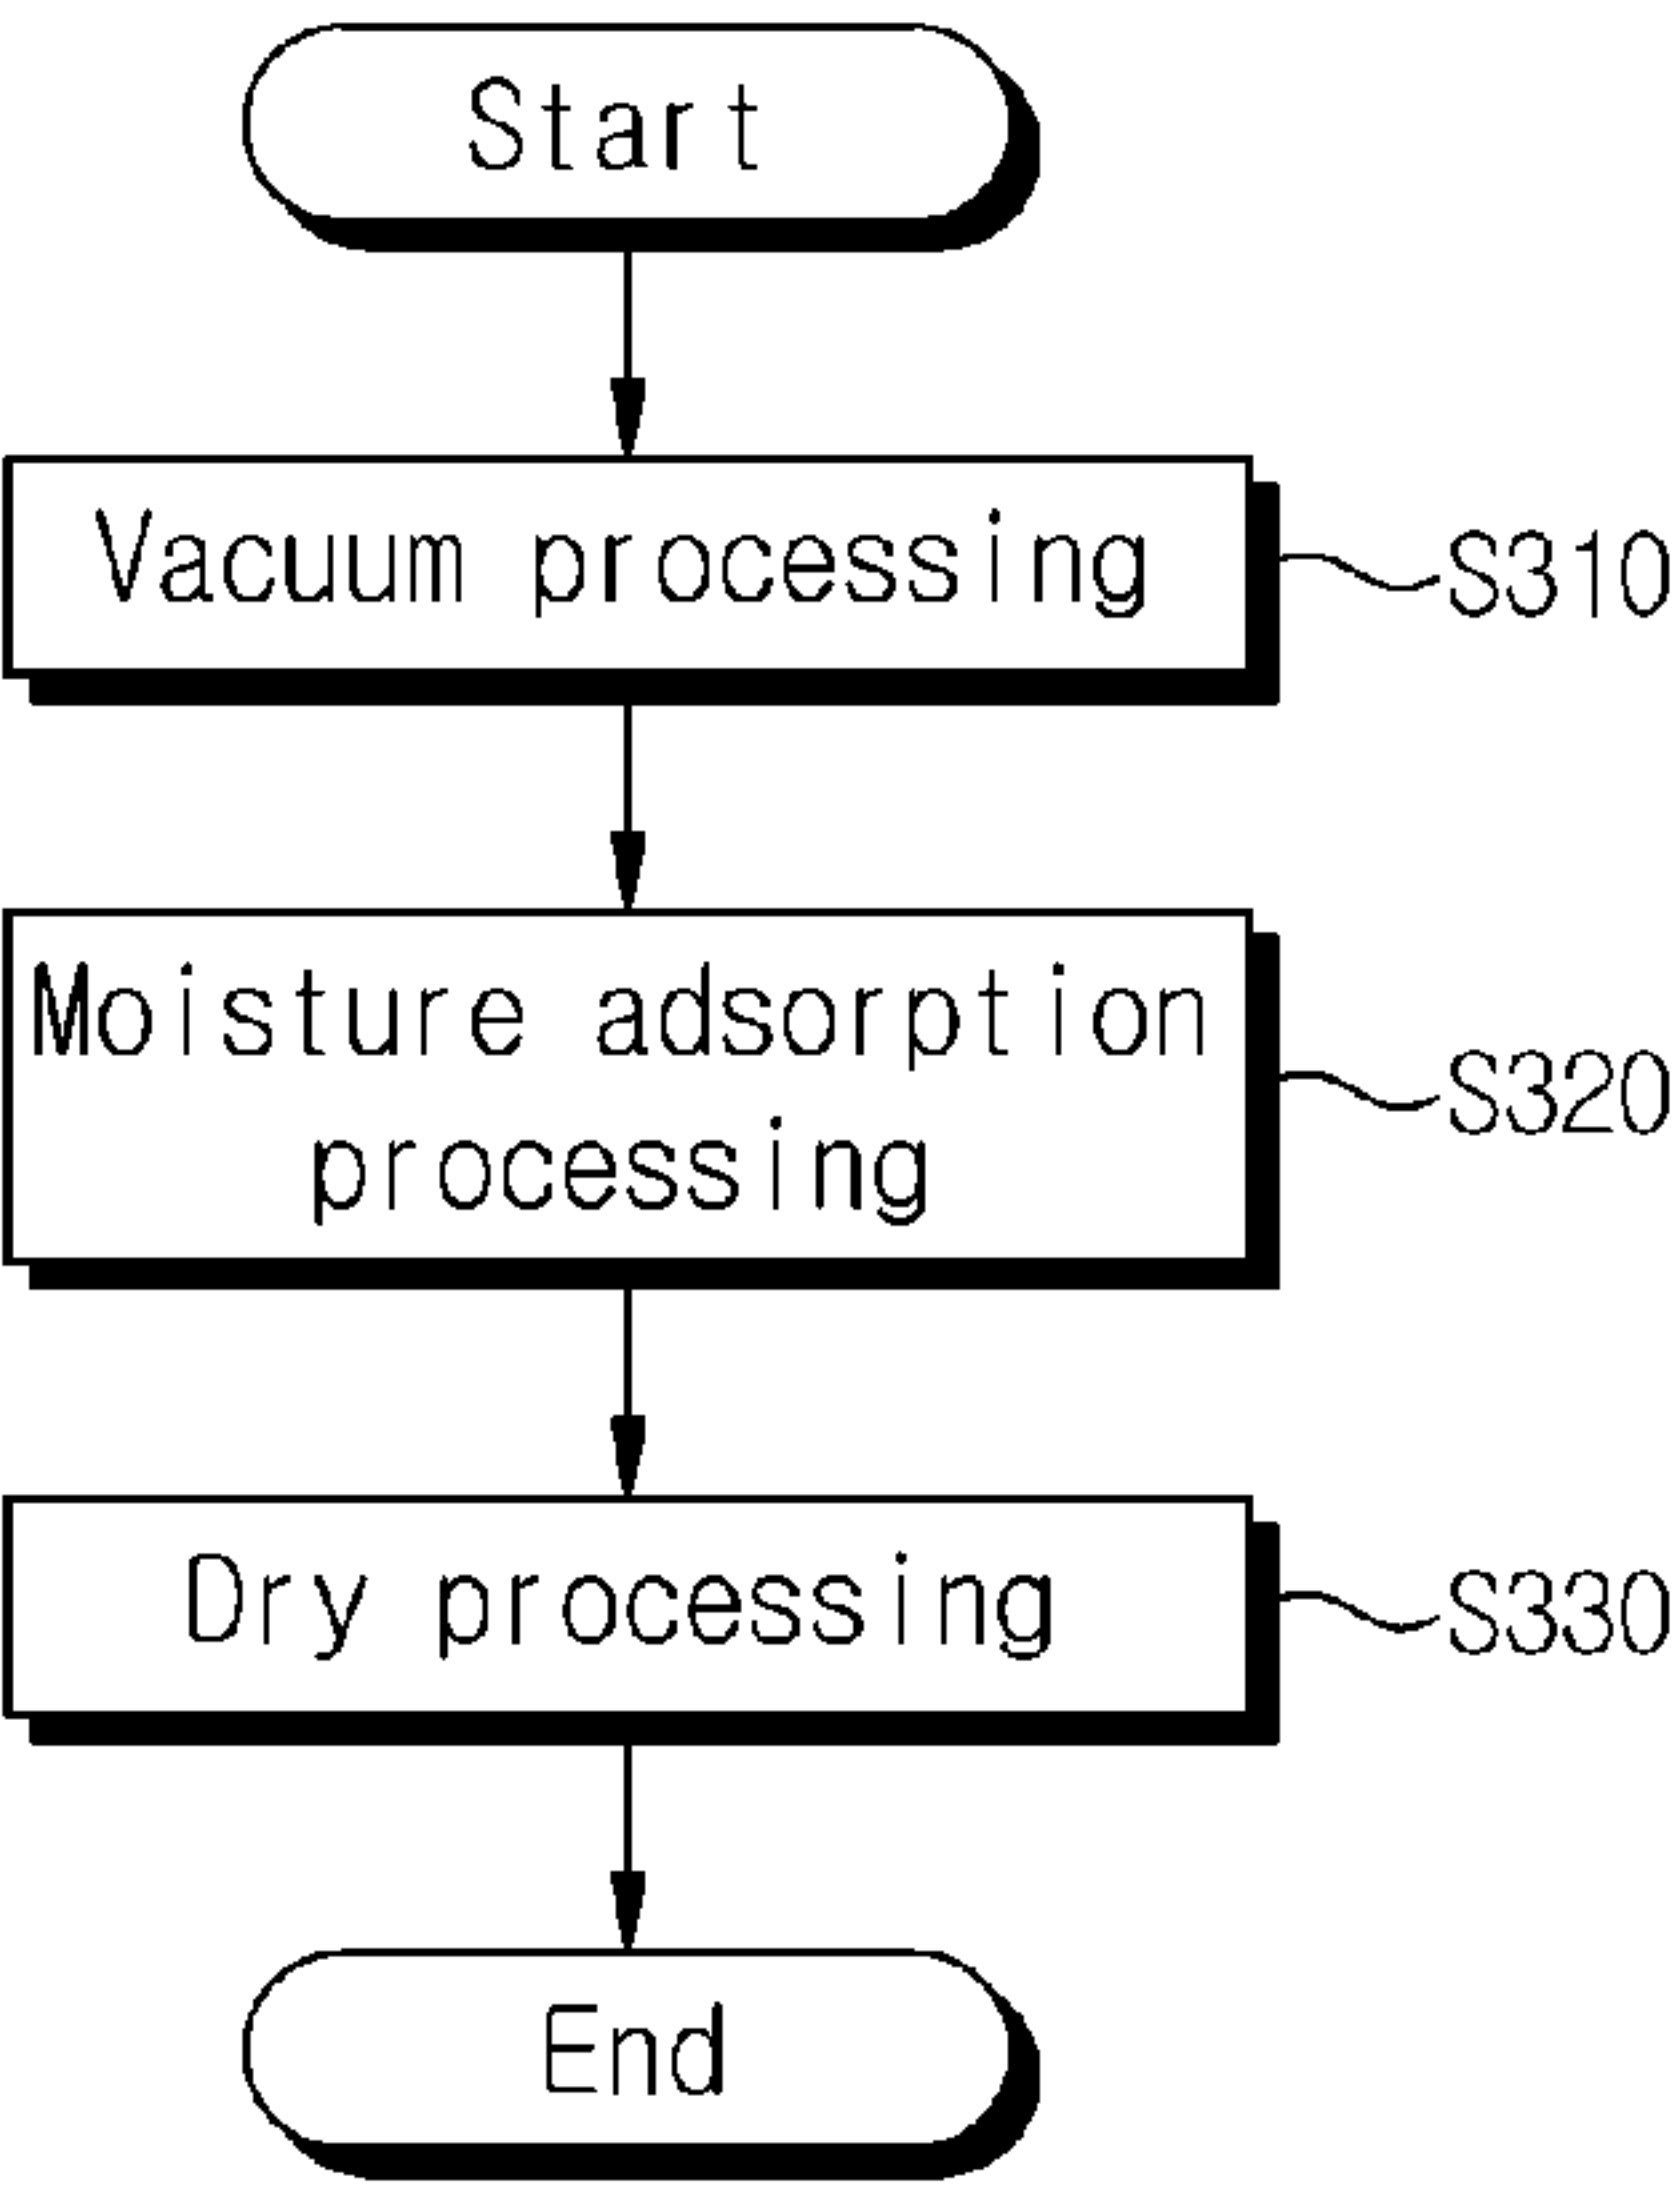 Start
Vacuum processing
S310
Moisture adsorption
processing
S320
Dry processing
S330
End